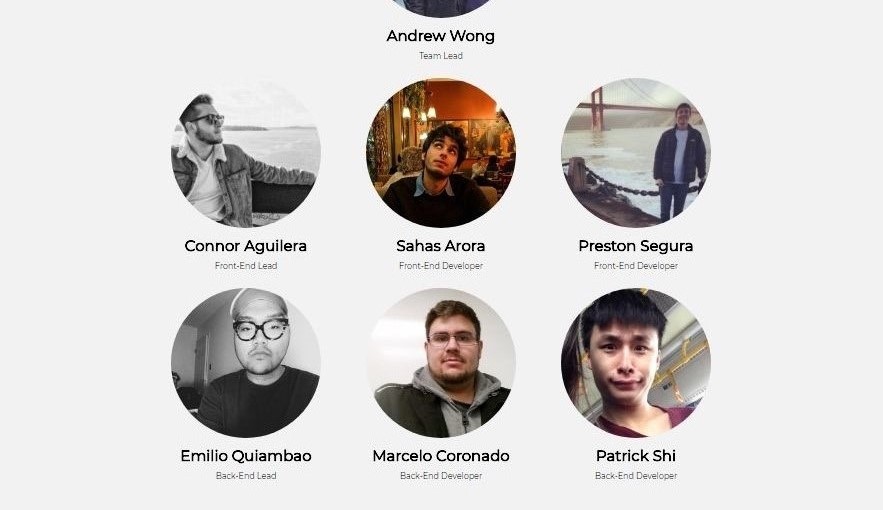 Andrew Wong
Team Lead
Connor Aguilera
Front-End Lead
Sahas Arora
Front-End Developer
Preston Segura
Front-End Developer
Emilio Quiambao
Back-End Lead
Marcelo Coronado
Back-End Developer
Patrick Shi
Back-End Developer